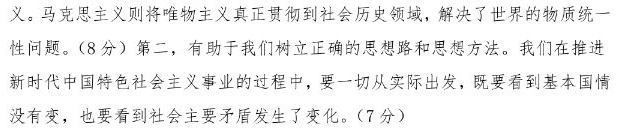 义。马克思主义则将唯物主义真正贯彻到社会历史领域，解决了世界的物质统一
性问题。（8 分）第二，有助于我们树立正确的思想路和思想方法。我们在推进
新时代中国特色社会主义事业的过程中，要一切从实际出发，既要看到基本国情
没有变，也要看到社会主要矛盾发生了变化。（7 分）